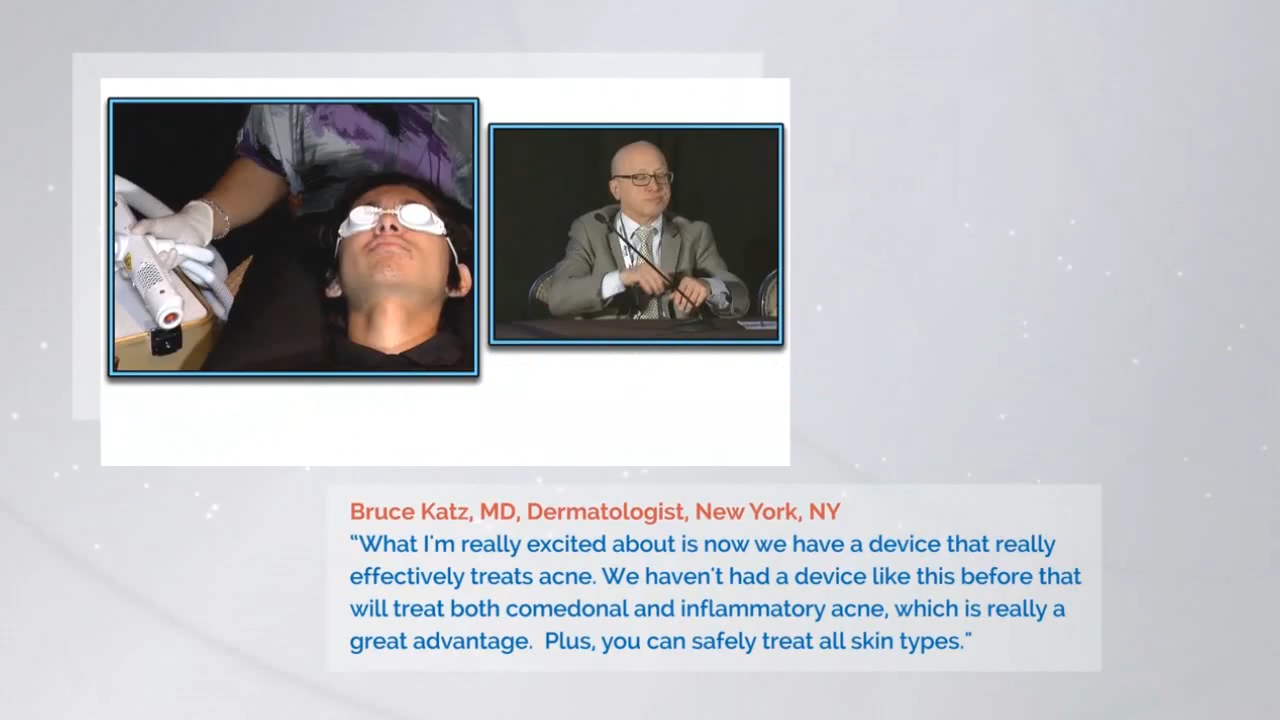 Bruce Katz, MD, Dermatologist, New York, NY
“What I'm really excited about is now we have a device that really
effectively treats acne. We haven't had a device like this before that
will treat both comedonal and inflammatory acne, which is really a
great advantage.  Plus, you can safely treat all skin types."